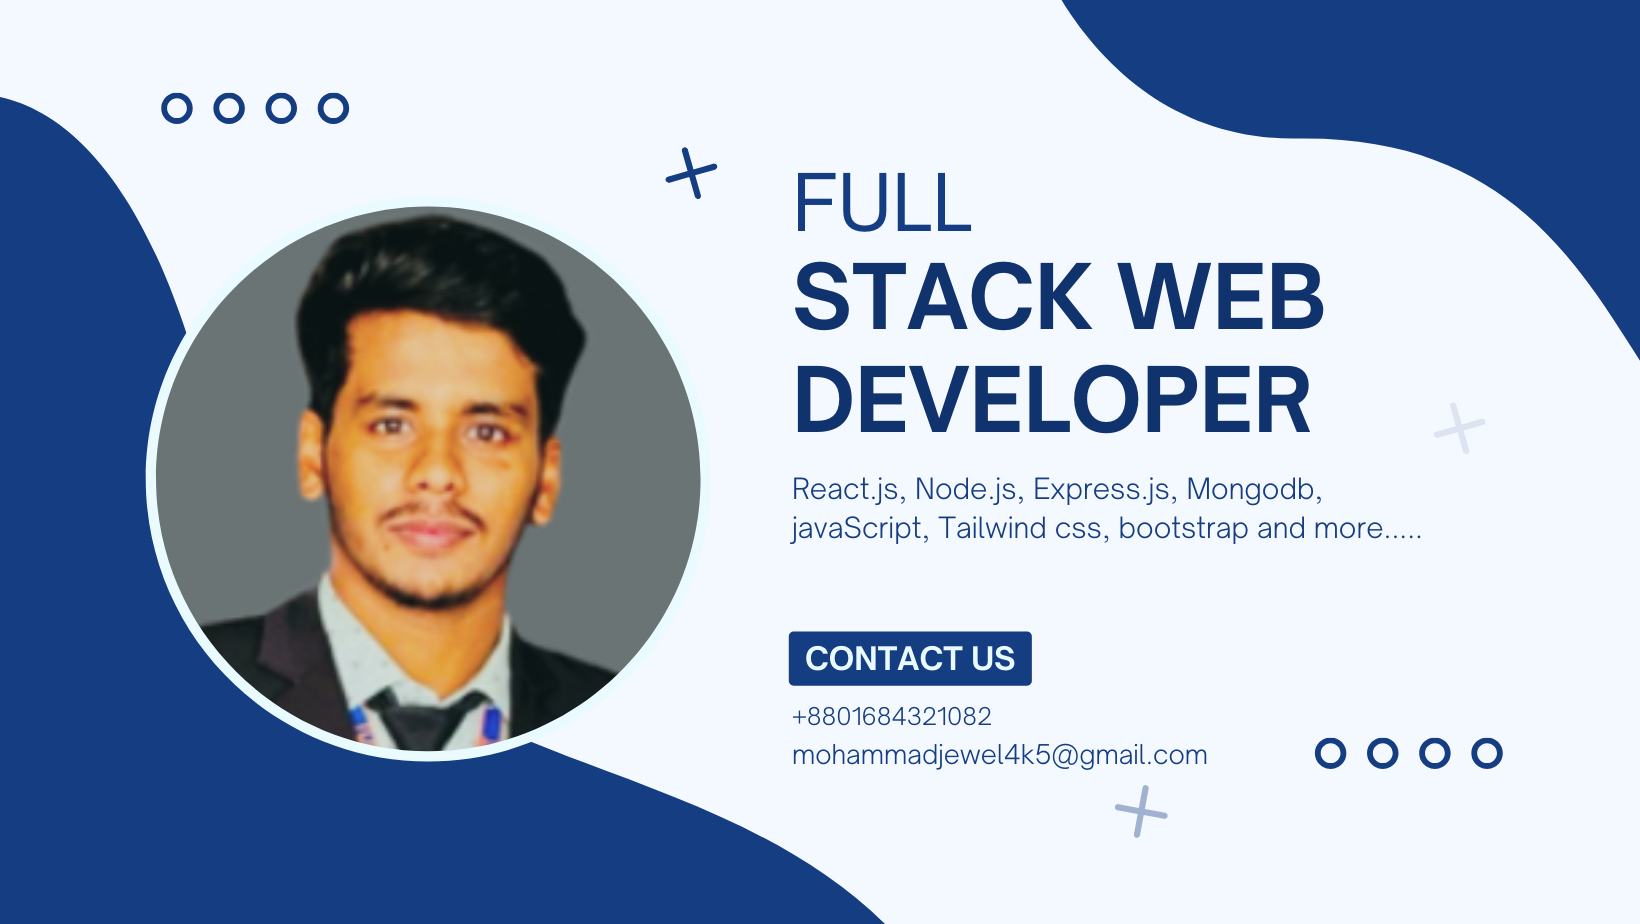 FULL
STACK WEB
DEVELOPER
React.js, Node.js, Express.js, Mongodb,
javaScript, Tailwind css, bootstrap and more.....
CONTACT US
+8801684321082
mohammadjewel4k5@gmail.com